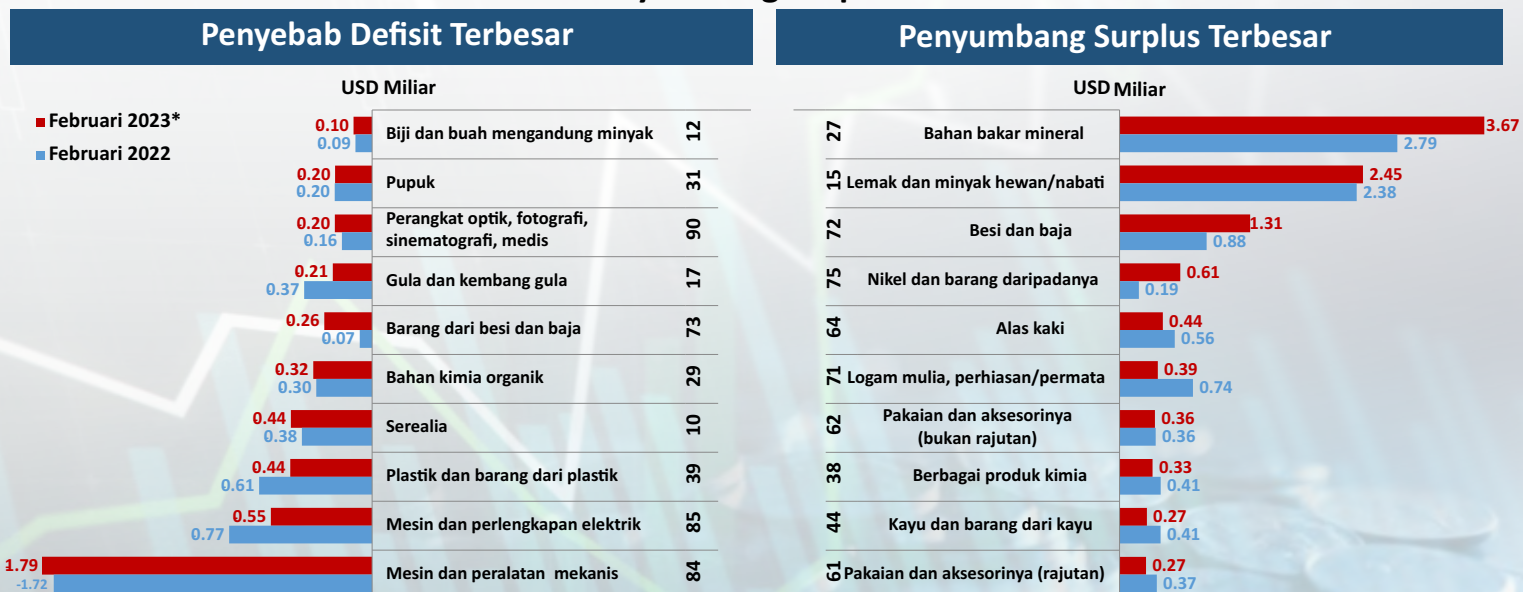 Penyebab Defisit Terbesar
USD Miliar
Februari 2023*
Februari 2022
0.10
0.09
Biji dan buah mengandung minyak
12
0.20
0.20
Pupuk
31
0.20
0.16
Perangkat optik, fotografi,
sinematografi, medis
90
0.21
0.37
Gula dan kembang gula
17
0.26
0.07
Barang dari besi dan baja
73
0.32
0.30
Bahan kimia organik
29
0.44
0.38
Serealia
10
0.44
0.61
Plastik dan barang dari plastik
39
0.55
0.77
Mesin dan perlengkapan elektrik
85
1.79
-1.72
Mesin dan peralatan mekanis
84
Penyumbang Surplus Terbesar
USD Miliar
27
Bahan bakar mineral
3.67
2.79
15
Lemak dan minyak hewan/nabati
2.45
2.38
72
Besi dan baja
1.31
0.88
75
Nikel dan barang daripadanya
0.61
0.19
64
Alas kaki
0.44
0.56
71
Logam mulia, perhiasan/permata
0.39
0.74
62
Pakaian dan aksesorinya
(bukan rajutan)
0.36
0.36
38
Berbagai produk kimia
0.33
0.41
44
Kayu dan barang dari kayu
0.27
0.41
61
Pakaian dan aksesorinya (rajutan)
0.27
0.37